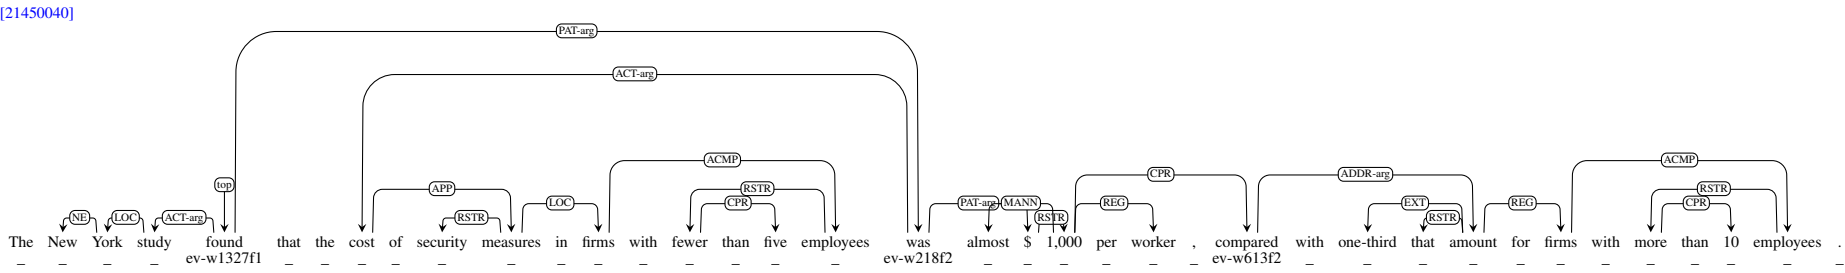 [21450040]
PAT-arg
ACT-arg
ACMP ACMP
CPR ADDR-arg
top APP RSTR RSTR
LOC CPR PAT-arg MANN REG EXT REG CPR
NE LOC ACT-arg RSTR RSTR RSTR
The New York study found that the cost of security measures in firms with fewer than five employees was almost $ 1,000 per worker , compared with one-third that amount for firms with more than 10 employees .
_ _ _ _ ev-w1327f1 _ _ _ _ _ _ _ _ _ _ _ _ _ ev-w218f2 _ _ _ _ _ _ ev-w613f2 _ _ _ _ _ _ _ _ _ _ _ _